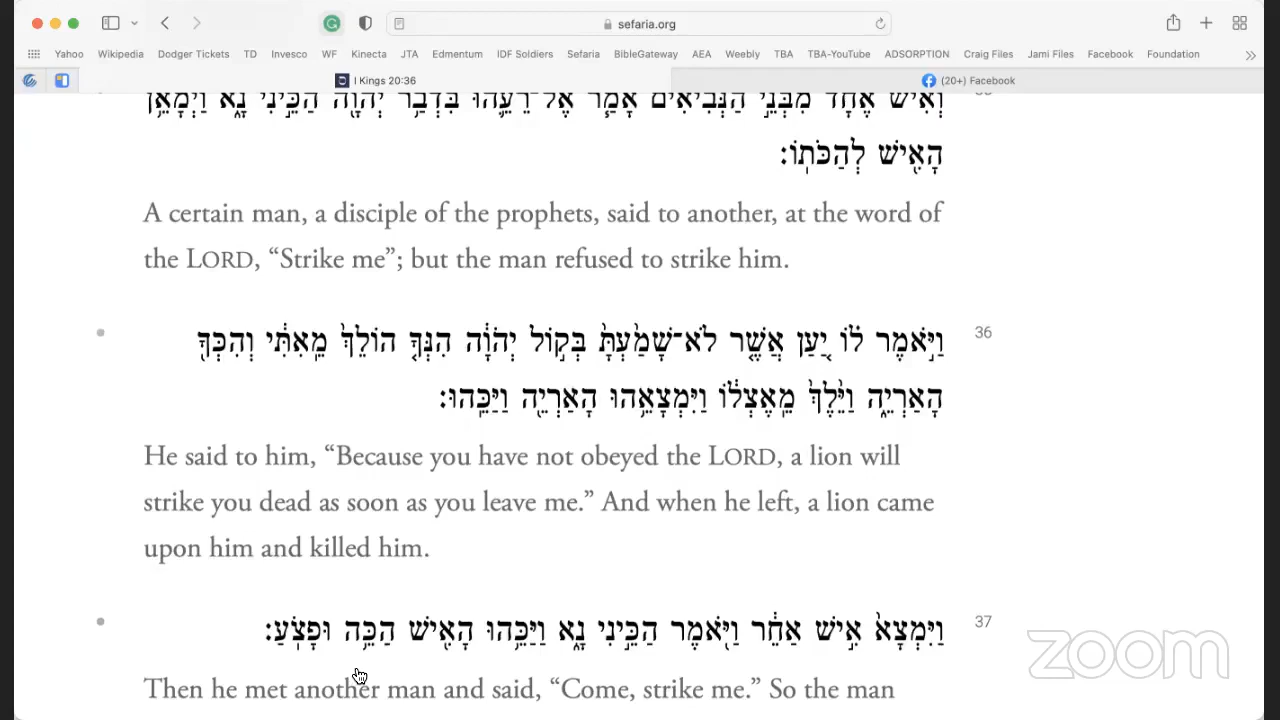 sefaria.org
Yahoo Wikipedia Dodger Tickets TD Invesco WF Kinecta JTA Edmentum IDF Soldiers Sefaria BibleGateway AEA Weebly TBA TBA-YouTube ADSORPTION Craig Files Jami Files Facebook Foundation
I Kings 20:36 (20+) Facebook
וְאִ֨ישׁ אֶחָ֜ד מִבְּנֵ֣י הַנְּבִיאִ֗ים אָמַ֧ר אֶל־רֵעֵ֛הוּ בִּדְבַ֥ר יְהֹוָ֖ה הַכֵּ֣ינִי נָ֑א וַיְמָאֵ֥ן
הָאִ֖ישׁ לְהַכֹּתֽוֹ׃
A certain man, a disciple of the prophets, said to another, at the word of
the LORD, “Strike me”; but the man refused to strike him.
36
וַיֹּ֣אמֶר ל֗וֹ יַ֚עַן אֲשֶׁ֤ר לֹֽא־שָׁמַ֙עְתָּ֙ בְּק֣וֹל יְהֹוָ֔ה הִנְּךָ֤ הוֹלֵךְ֙ מֵֽאִתִּ֔י וְהִכְּךָ֖
הָאַרְיֵ֑ה וַיֵּ֙לֶךְ֙ מֵֽאֶצְל֔וֹ וַיִּמְצָאֵ֥הוּ הָאַרְיֵ֖ה וַיַּכֵּֽהוּ׃
He said to him, “Because you have not obeyed the LORD, a lion will
strike you dead as soon as you leave me.” And when he left, a lion came
upon him and killed him.
37
וַיִּמְצָא֙ אִ֣ישׁ אַחֵ֔ר וַיֹּ֖אמֶר הַכֵּ֣ינִי נָ֑א וַיַּכֵּ֥הוּ הָאִ֖ישׁ הַכֵּ֥ה וּפָצֹֽעַ׃
Then he met another man and said, “Come, strike me.” So the man
zoom